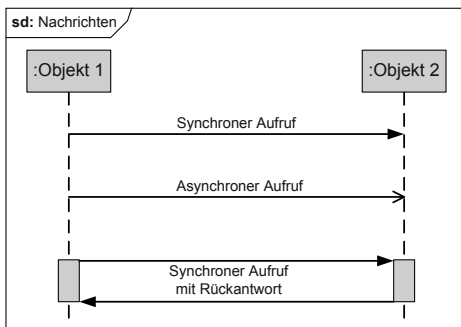 sd: Nachrichten
:Objekt 1
:Objekt 2
Synchroner Aufruf
Asynchroner Aufruf
Synchroner Aufruf
mit Rückantwort